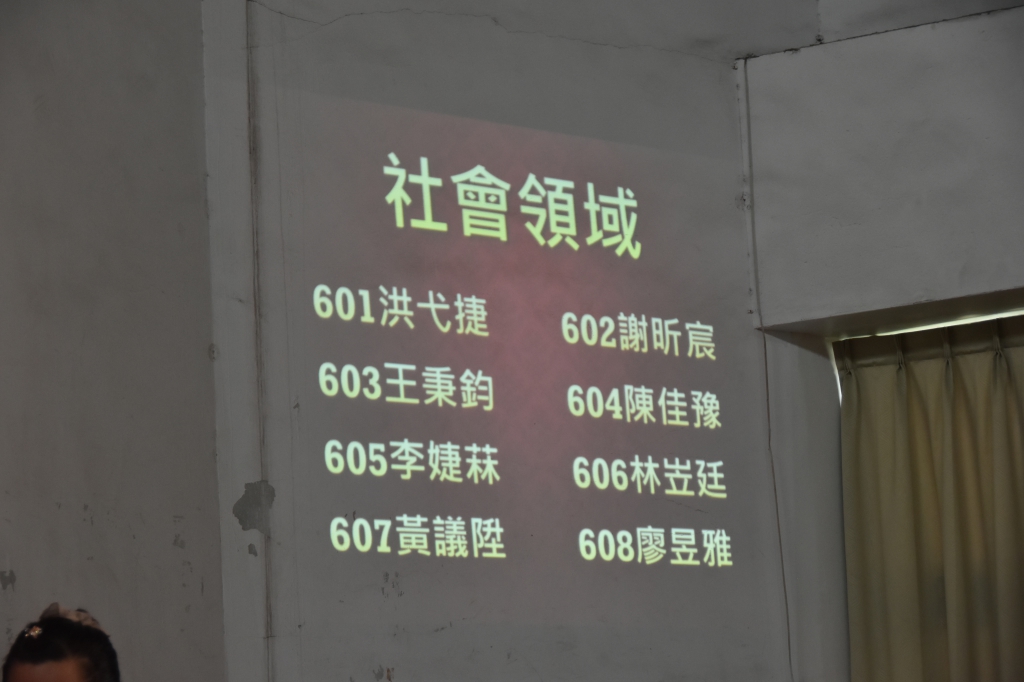 社會領域
601洪弋捷 602謝昕宸
603王秉鈞 604陳佳豫
605李婕菻 606林岦廷
607黃議陞 608廖昱雅